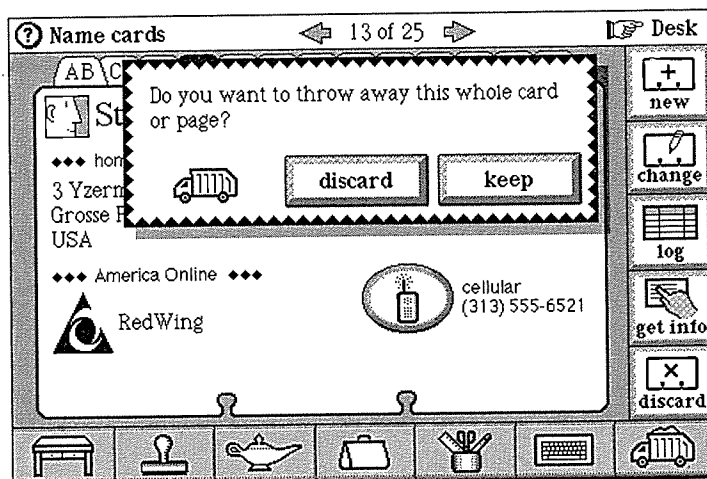 ? Name cards
13 of 25
Desk
AB C
Do you want to throw away this whole card
or page?
discard
keep
St
hom
3 Yzerm
Grosse P
USA
America Online
RedWing
cellular
(313) 555-6521
new
change
log
get info
discard